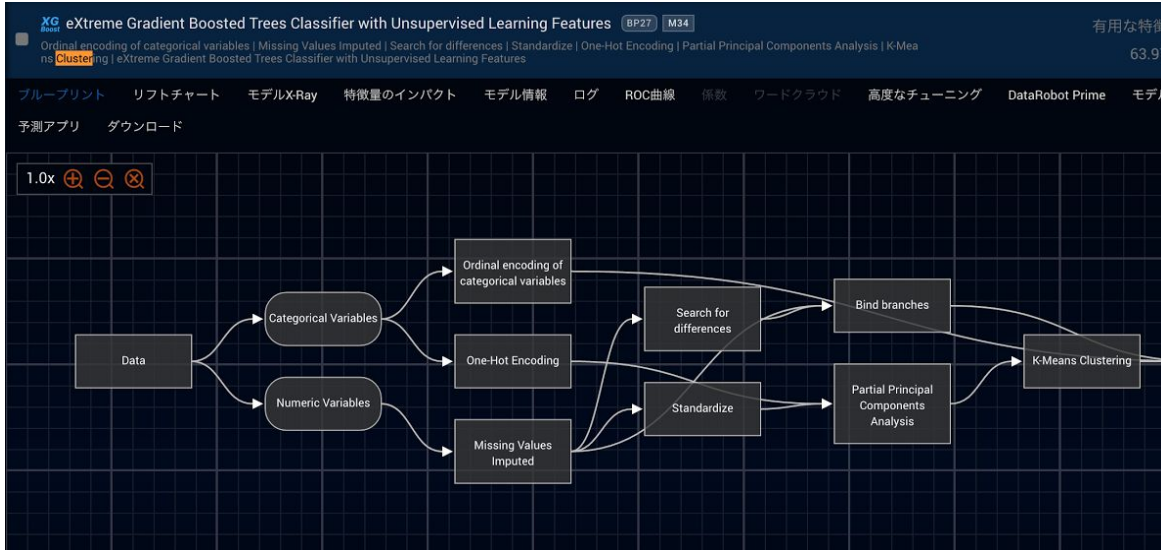 XG Boost eXtreme Gradient Boosted Trees Classifier with Unsupervised Learning Features BP27 M34
有用な特徴
Ordinal encoding of categorical variables | Missing Values Imputed | Search for differences | Standardize | One-Hot Encoding | Partial Principal Components Analysis | K-Mea
ns Clustering | eXtreme Gradient Boosted Trees Classifier with Unsupervised Learning Features
63.9
ブループリント リフトチャート モデルX-Ray 特徴量のインパクト モデル情報 ログ ROC曲線 係数 ワードクラウド 高度なチューニング DataRobot Prime モデル
予測アプリ ダウンロード
1.0x
Ordinal encoding of
categorical variables
Categorical Variables
Search for
differences
Bind branches
Data
One-Hot Encoding
K-Means Clustering
Numeric Variables
Standardize
Partial Principal
Components
Analysis
Missing Values
Imputed